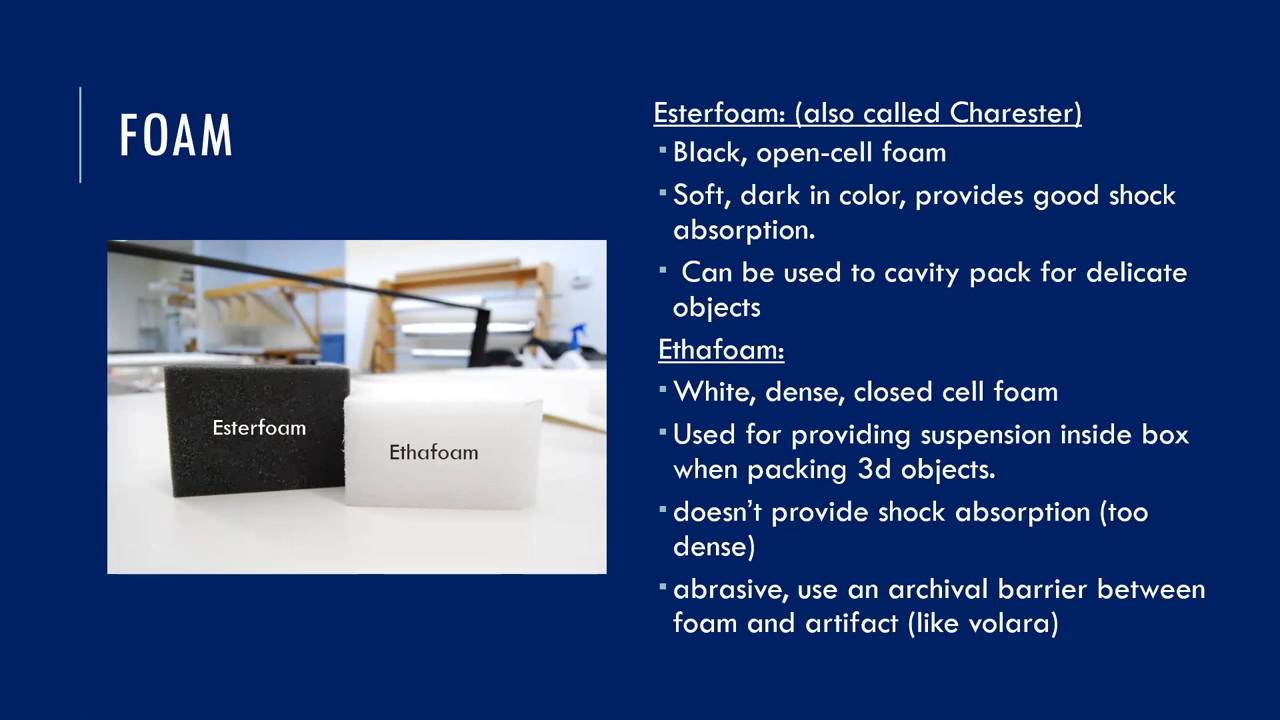 FOAM
Esterfoam: (also called Charester)
Black, open-cell foam
Soft, dark in color, provides good shock
absorption.
Can be used to cavity pack for delicate
objects
Ethafoam:
White, dense, closed cell foam
Used for providing suspension inside box
when packing 3d objects.
doesn’t provide shock absorption (too
dense)
abrasive, use an archival barrier between
foam and artifact (like volara)
Esterfoam
Ethafoam